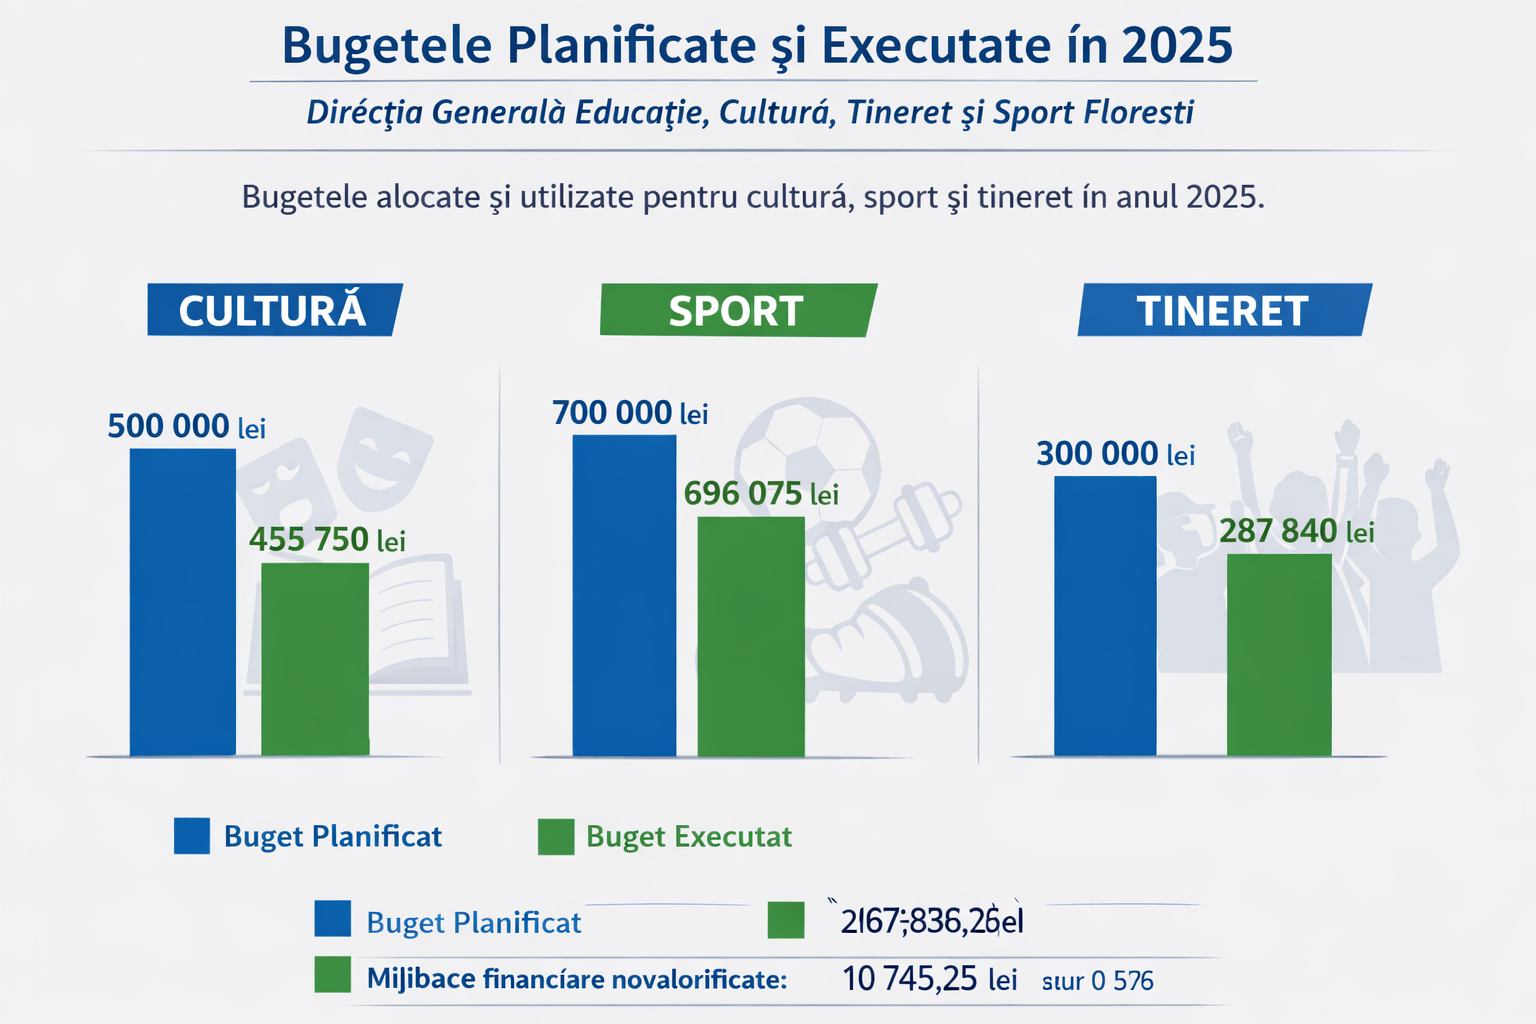 Bugetele Planificate şi Executate ín 2025
Dirécţia Generalà Educaţie, Culturá, Tineret şi Sport Floresti
Bugetele alocate şi utilizate pentru culturá, sport şi tineret ín anul 2025.
CULTURĂ
SPORT
TINERET
500 000 lei
455 750 lei
700 000 lei
696 075 lei
300 000 lei
287 840 lei
Buget Planificat
Buget Executat
Buget Planificat
financíare novalorificate:
10 745,25 lei
0 576